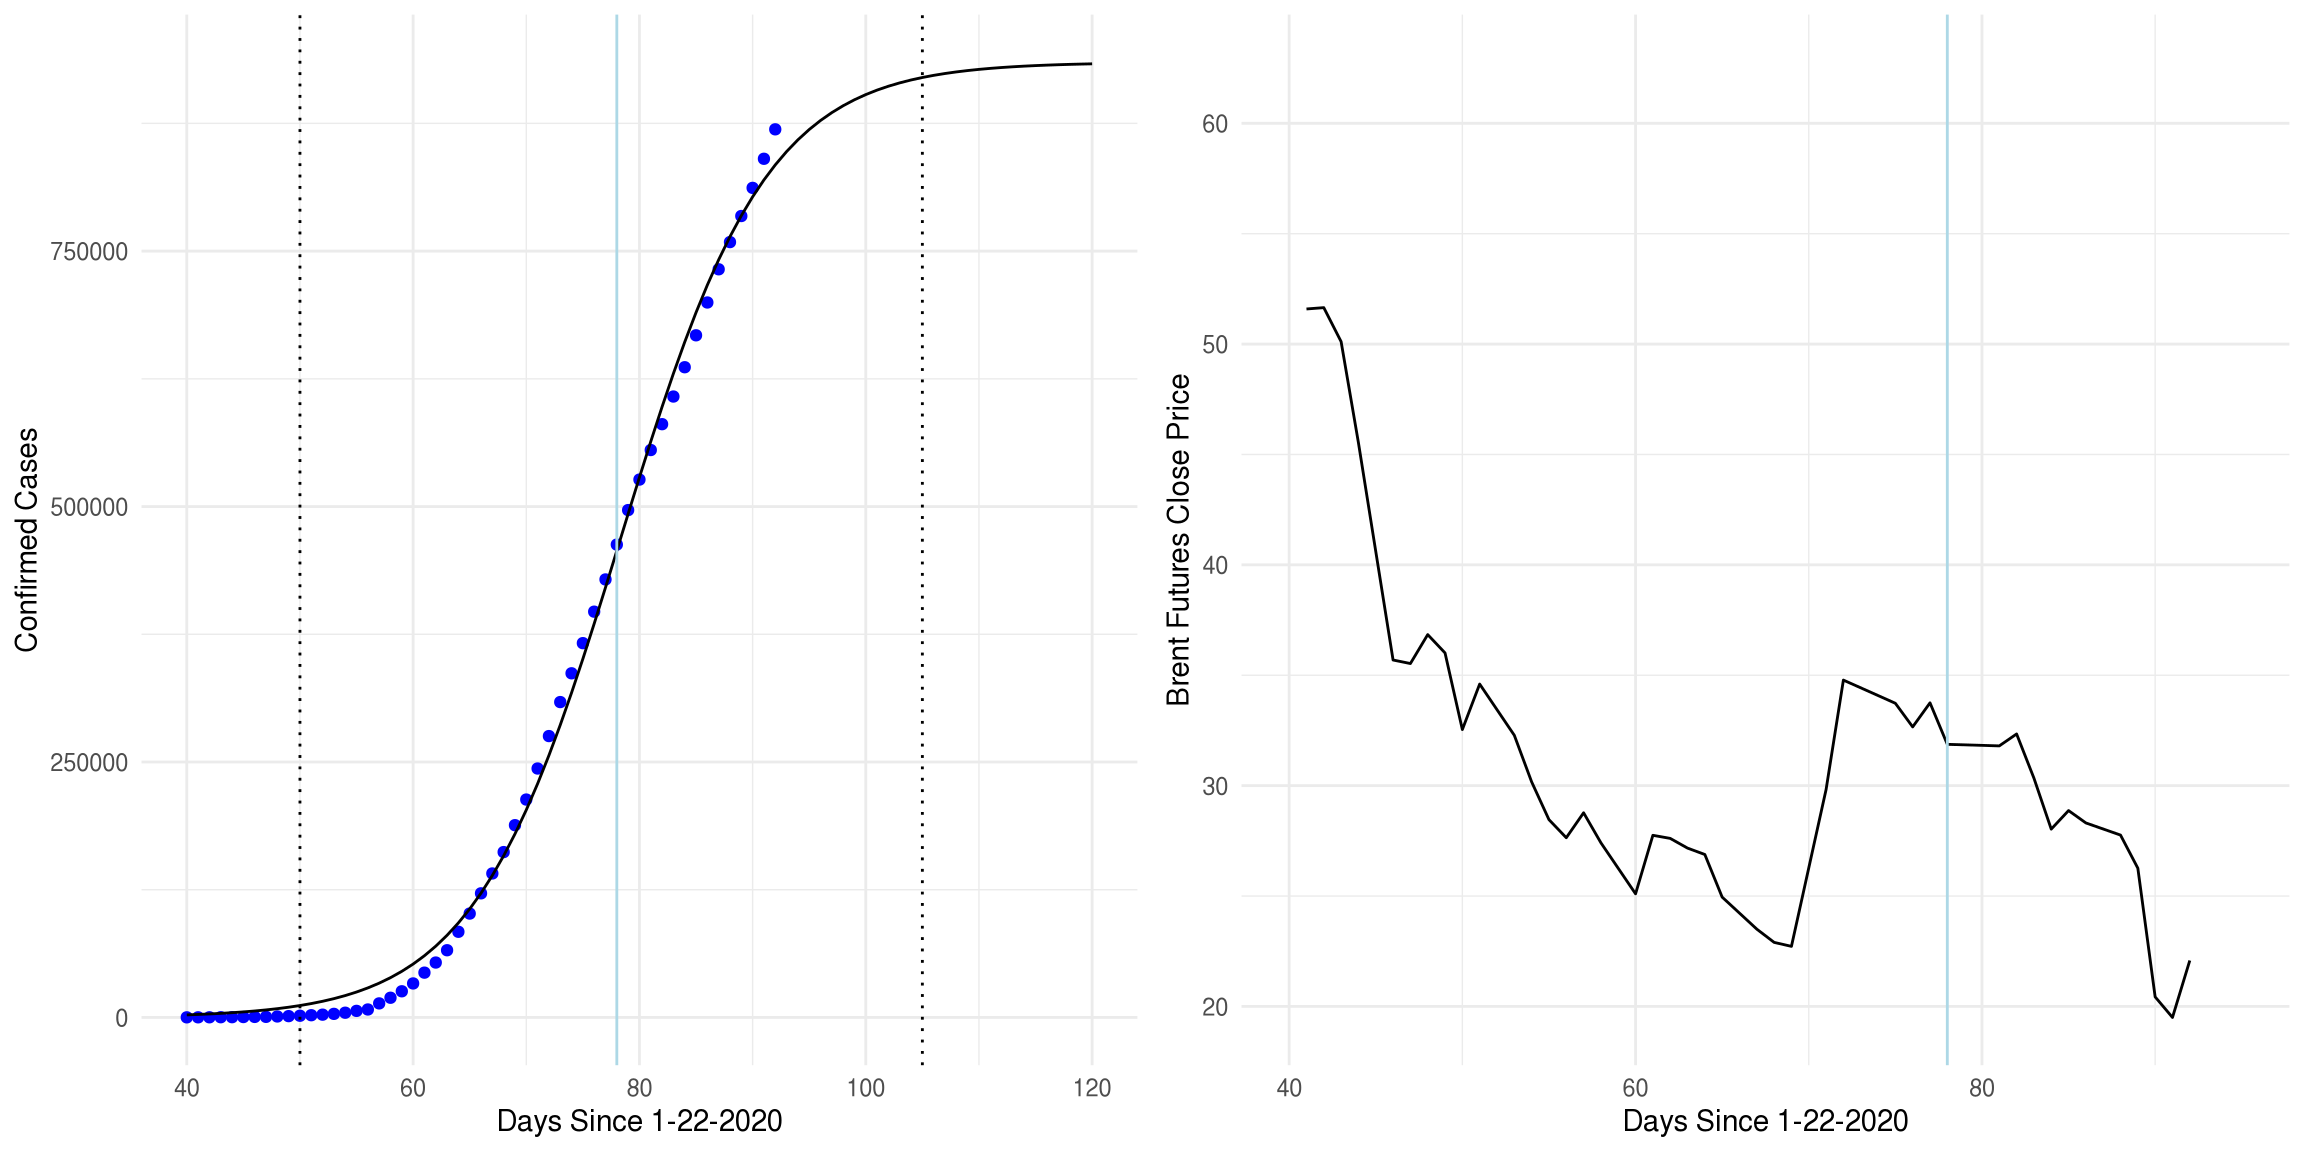 Confirmed Cases
750000
500000
250000
0
40 60 80 100 120
Days Since 1-22-2020
Brent Futures Close Price
60
50
40
30
20
40 60 80
Days Since 1-22-2020